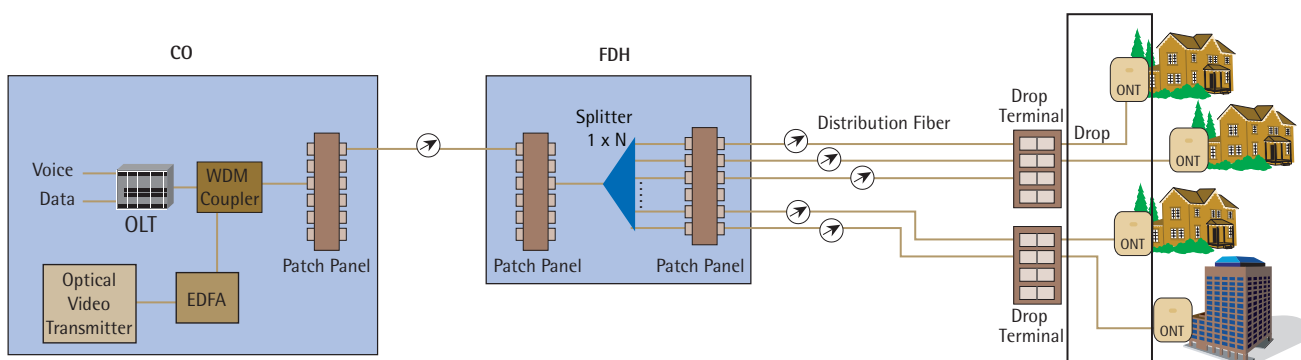 CO
Voice
Data
OLT
WDM
Coupler
Optical
Video
Transmitter
EDFA
Patch Panel
FDH
Splitter
1 x N
Patch Panel
Patch Panel
Distribution Fiber
Drop
Terminal
Drop
Drop
Terminal
ONT
ONT
ONT
ONT